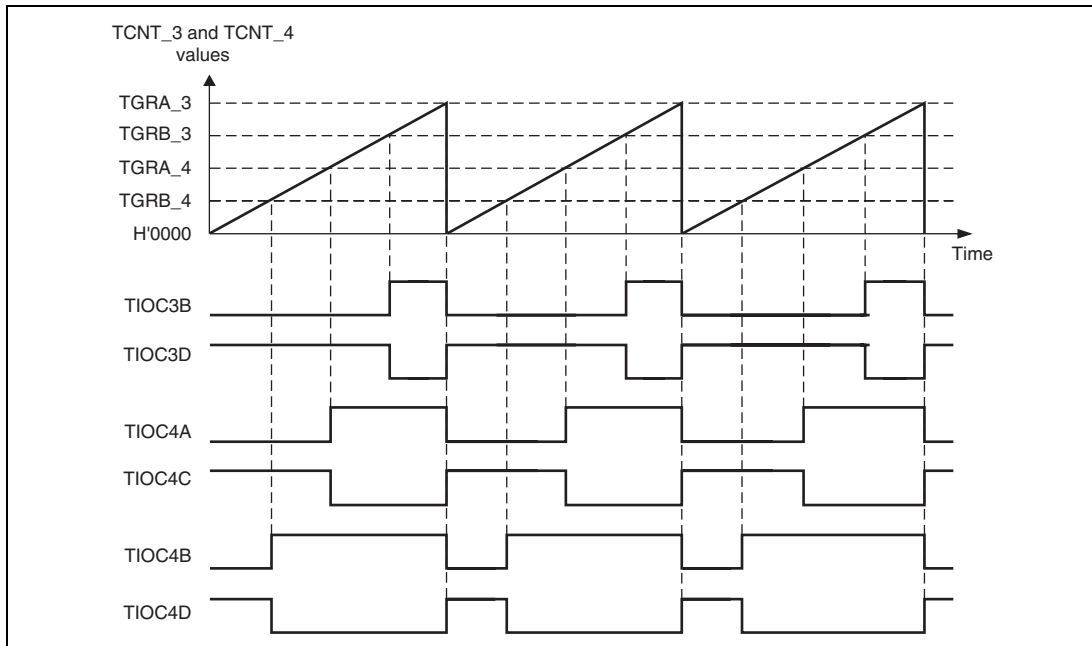 TCNT_3 and TCNT_4
values
TGRA_3
TGRB_3
TGRA_4
TGRB_4
H'0000
Time
TIOC3B
TIOC3D
TIOC4A
TIOC4C
TIOC4B
TIOC4D